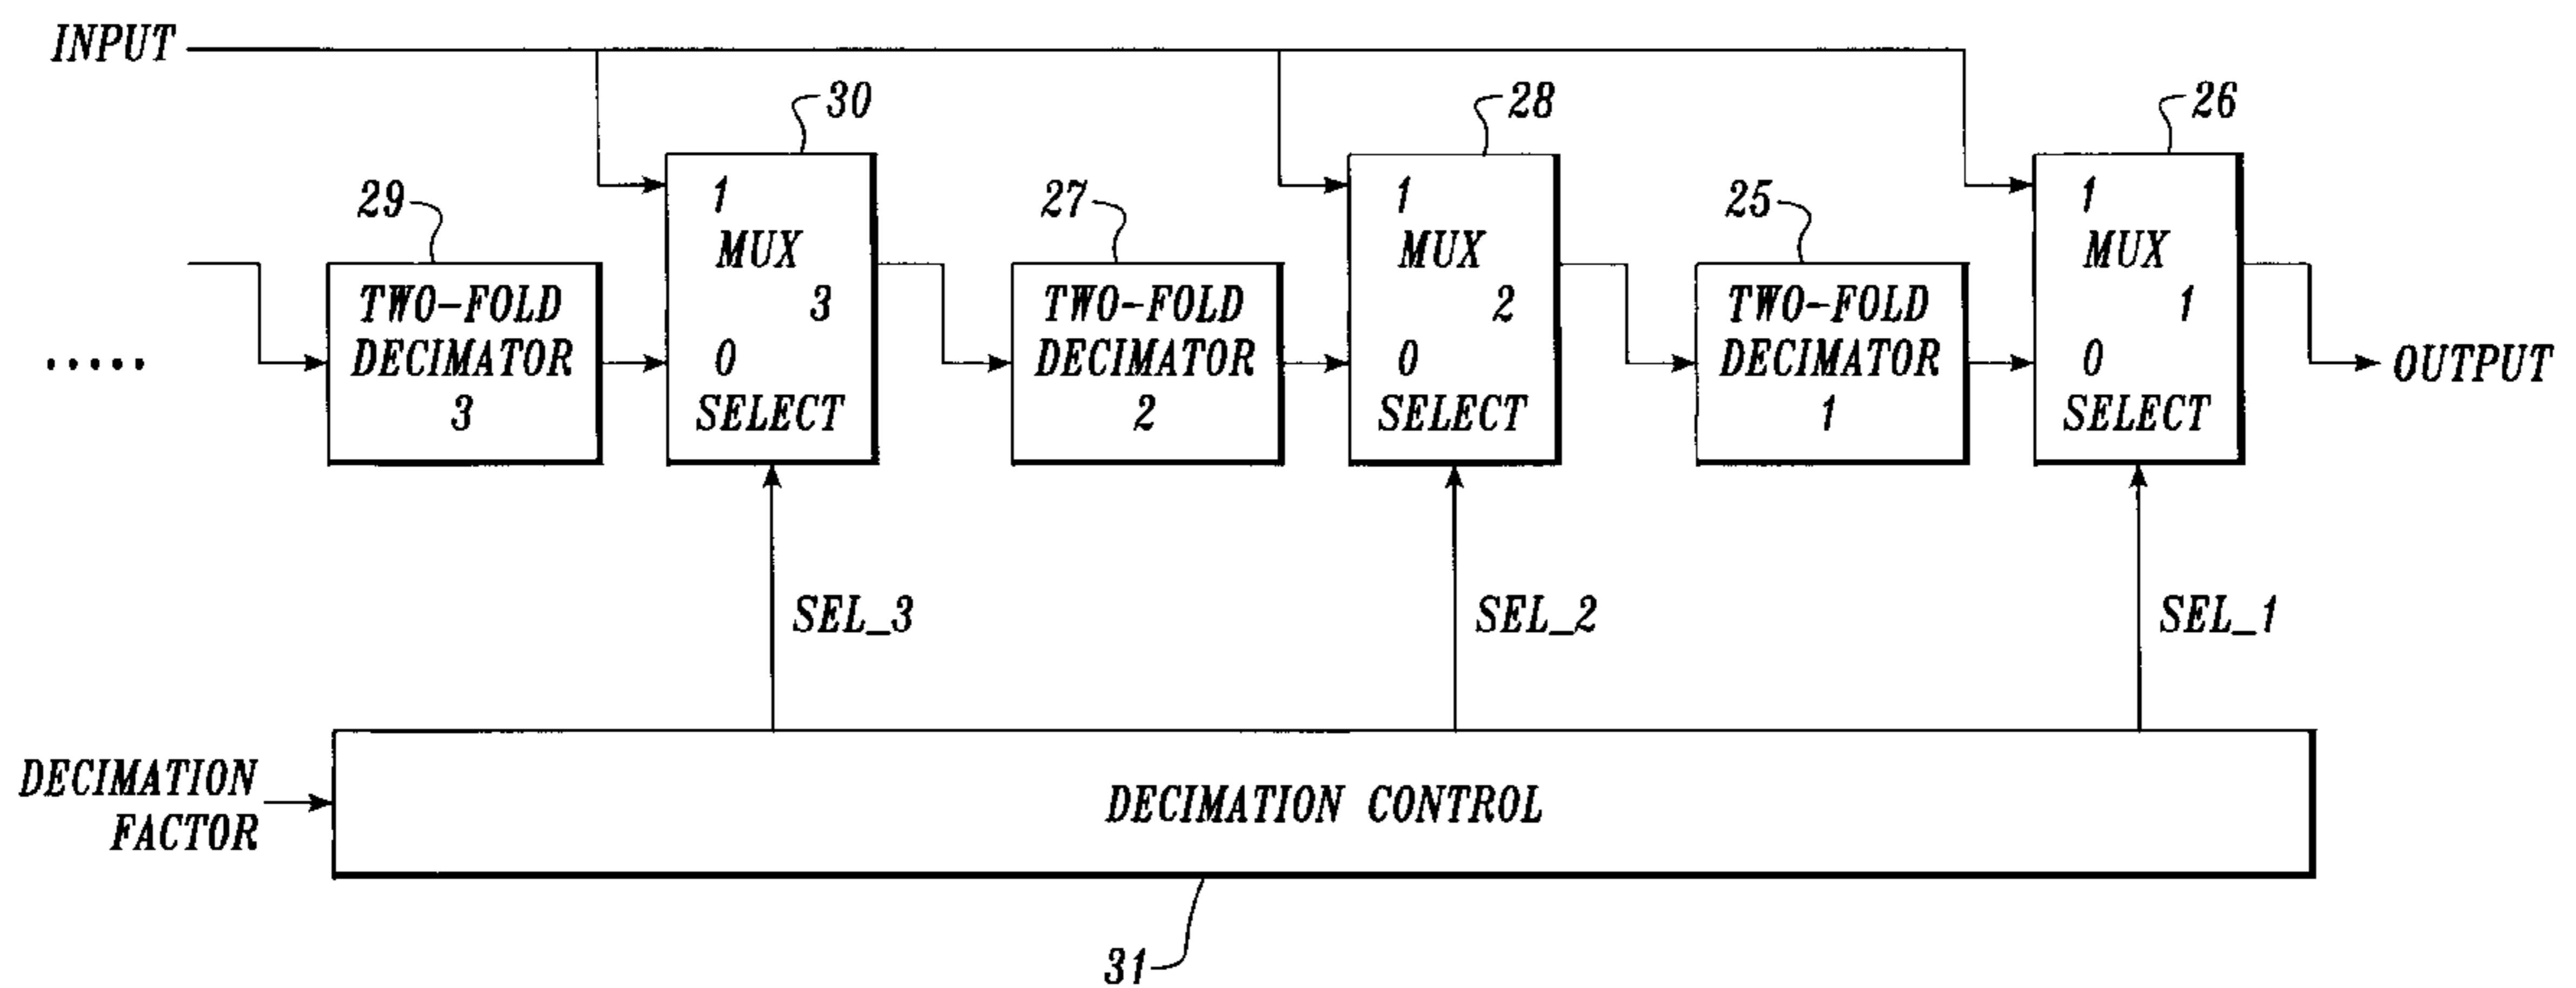 INPUT
30
28
26
29
27
25
1
MUX
3
0
SELECT
1
MUX
2
0
SELECT
1
MUX
1
0
SELECT
TWO-FOLD
DECIMATOR
3
TWO-FOLD
DECIMATOR
2
TWO-FOLD
DECIMATOR
1
.....
OUTPUT
SEL_3
SEL_2
SEL_1
DECIMATION
FACTOR
DECIMATION CONTROL
31